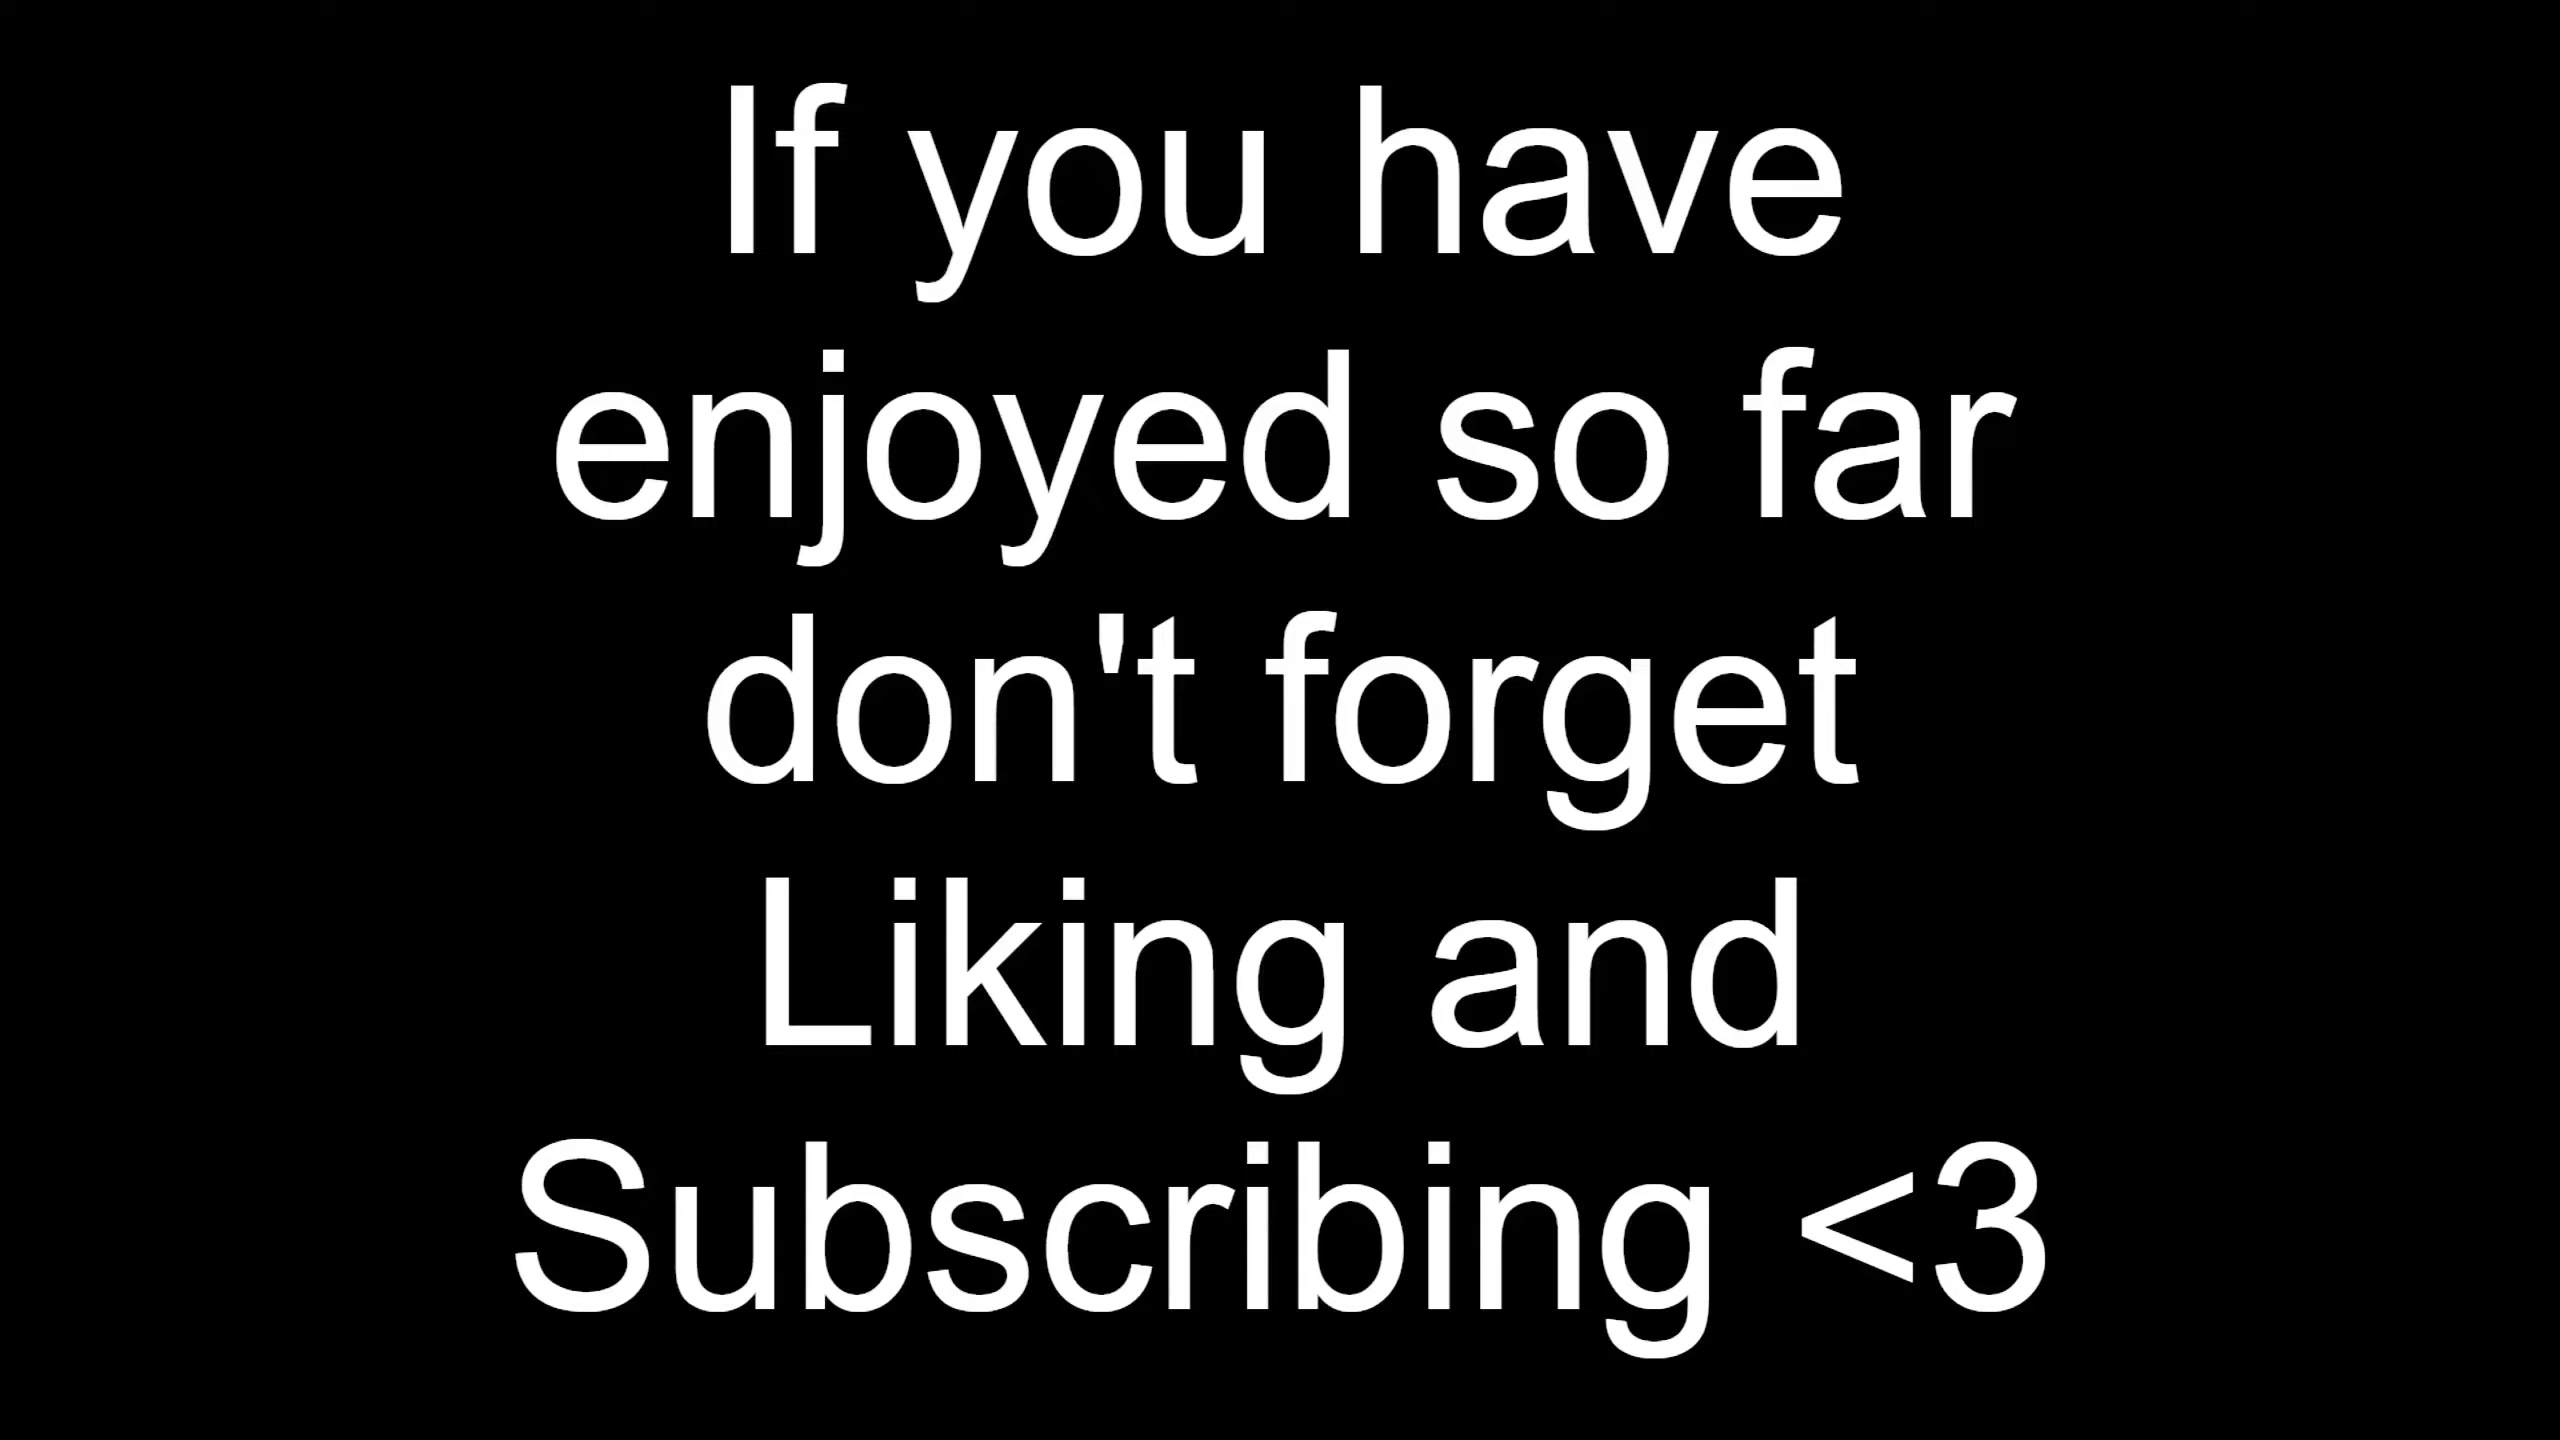 If you have
enjoyed so far
don't forget
Liking and
Subscribing <3